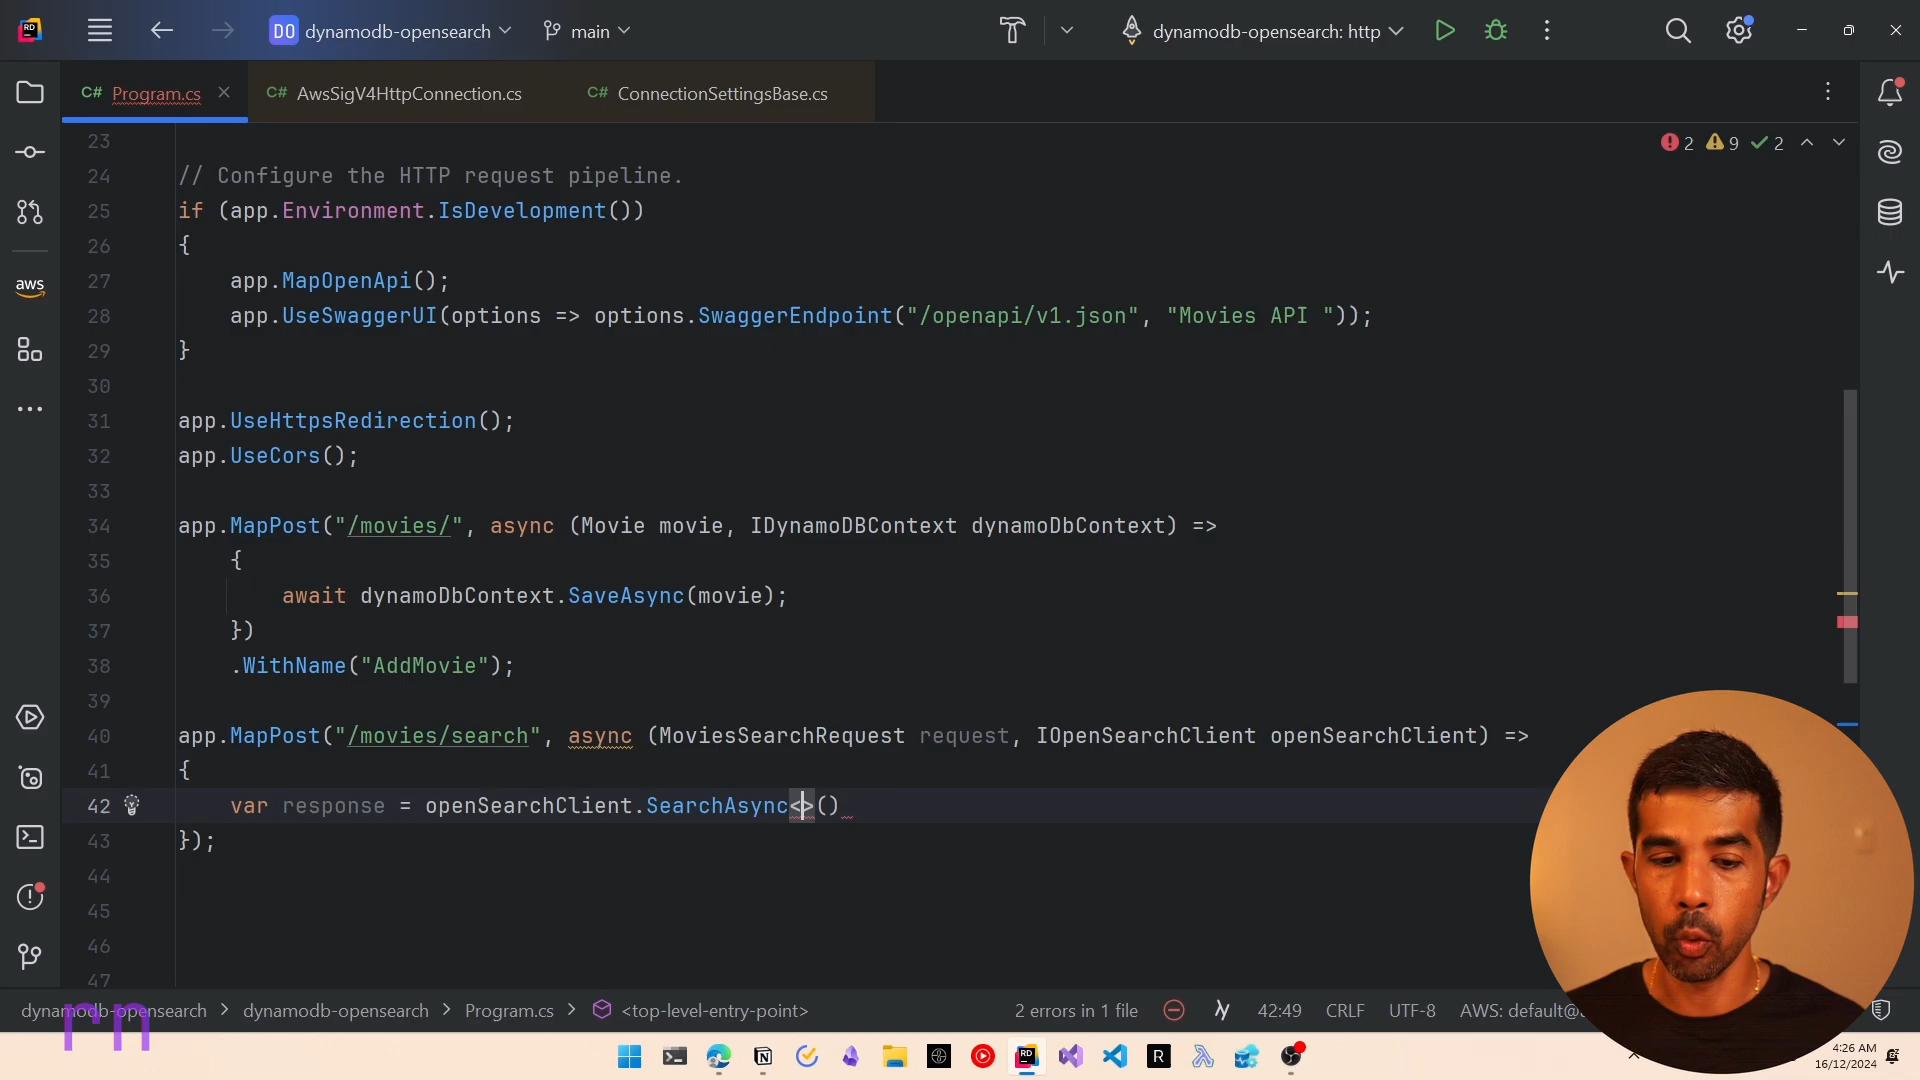 DO dynamodb-opensearch main dynamodb-opensearch: http
C# Program.cs C# AwsSigV4HttpConnection.cs C# ConnectionSettingsBase.cs
2 9 2
23
24 // Configure the HTTP request pipeline.
25 if (app.Environment.IsDevelopment())
26 {
27 app.MapOpenApi();
28 app.UseSwaggerUI(options => options.SwaggerEndpoint("/openapi/v1.json", "Movies API "));
29 }
30
31 app.UseHttpsRedirection();
32 app.UseCors();
33
34 app.MapPost("/movies/", async (Movie movie, IDynamoDBContext dynamoDbContext) =>
35 {
36 await dynamoDbContext.SaveAsync(movie);
37 })
38 .WithName("AddMovie");
39
40 app.MapPost("/movies/search", async (MoviesSearchRequest request, IOpenSearchClient openSearchClient) =>
41 {
42 var response = openSearchClient.SearchAsync<>()
43 });
44
45
46
47
aws
dynamodb-opensearch > dynamodb-opensearch > Program.cs > <top-level-entry-point> 2 errors in 1 file 42:49 CRLF UTF-8 AWS: default@
rn
4:26 AM
16/12/2024